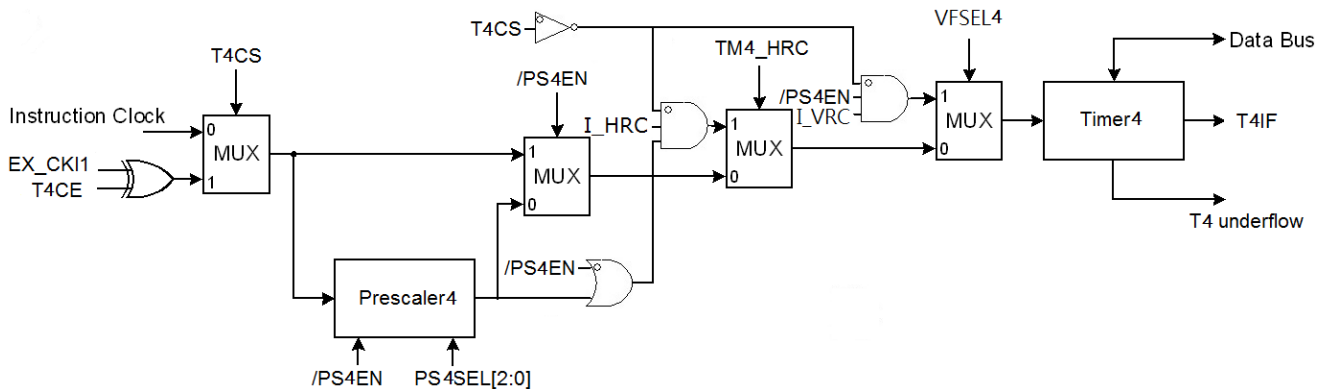 T4CS
VFSEL4
T4CS
TM4_HRC
Data Bus
/PS4EN
Instruction Clock
0
MUX
1
EX_CKI1
T4CE
I_HRC
1
MUX
0
/PS4EN
I_VRC
1
MUX
0
Timer4
T4IF
1
MUX
0
T4 underflow
/PS4EN
Prescaler4
/PS4EN
PS4SEL[2:0]